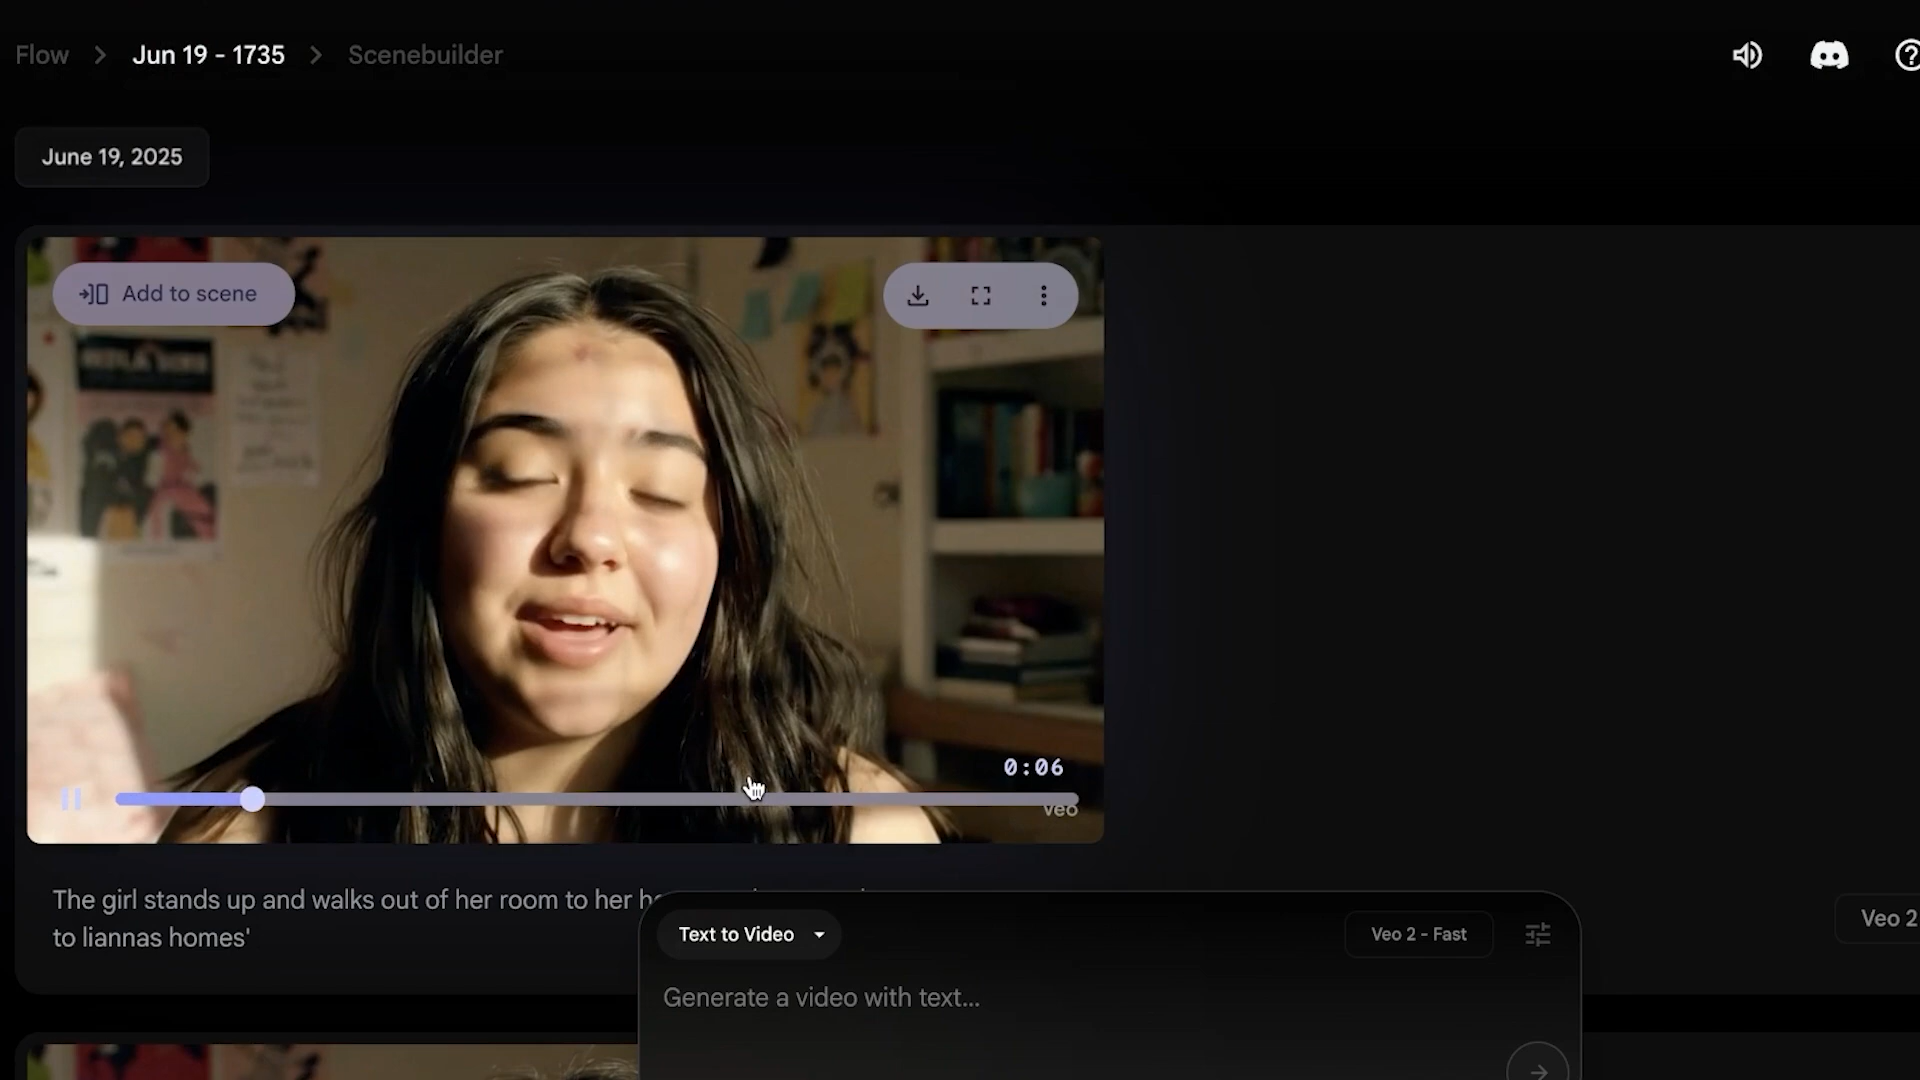 Flow > Jun 19 - 1735 > Scenebuilder
June 19, 2025
Add to scene
0:06
veo
The girl stands up and walks out of her room to her
to liannas homes'
Veo 2
Text to Video
Veo 2 - Fast
Generate a video with text...